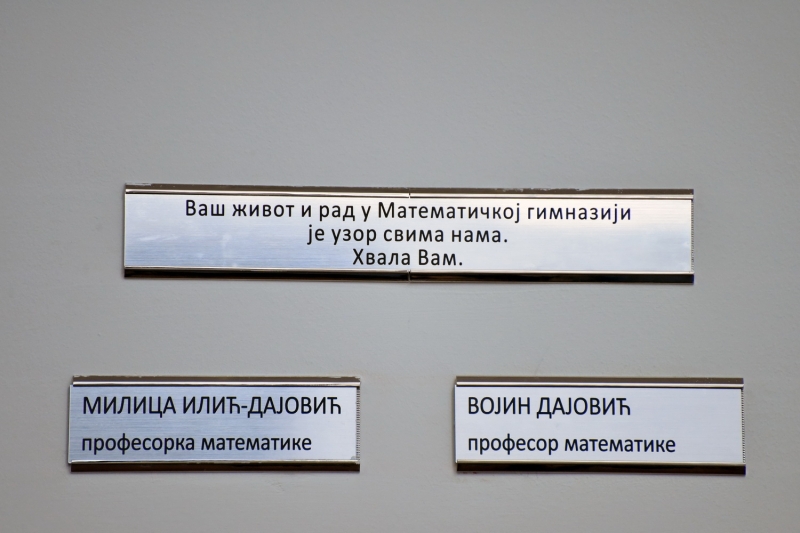 Ваш живот и рад у Математичкој гимназији
је узор свима нама.
Хвала Вам.
МИЛИЦА ИЛИЋ-ДАЈОВИЋ
професорка математике
ВОЈИН ДАЈОВИЋ
професор математике